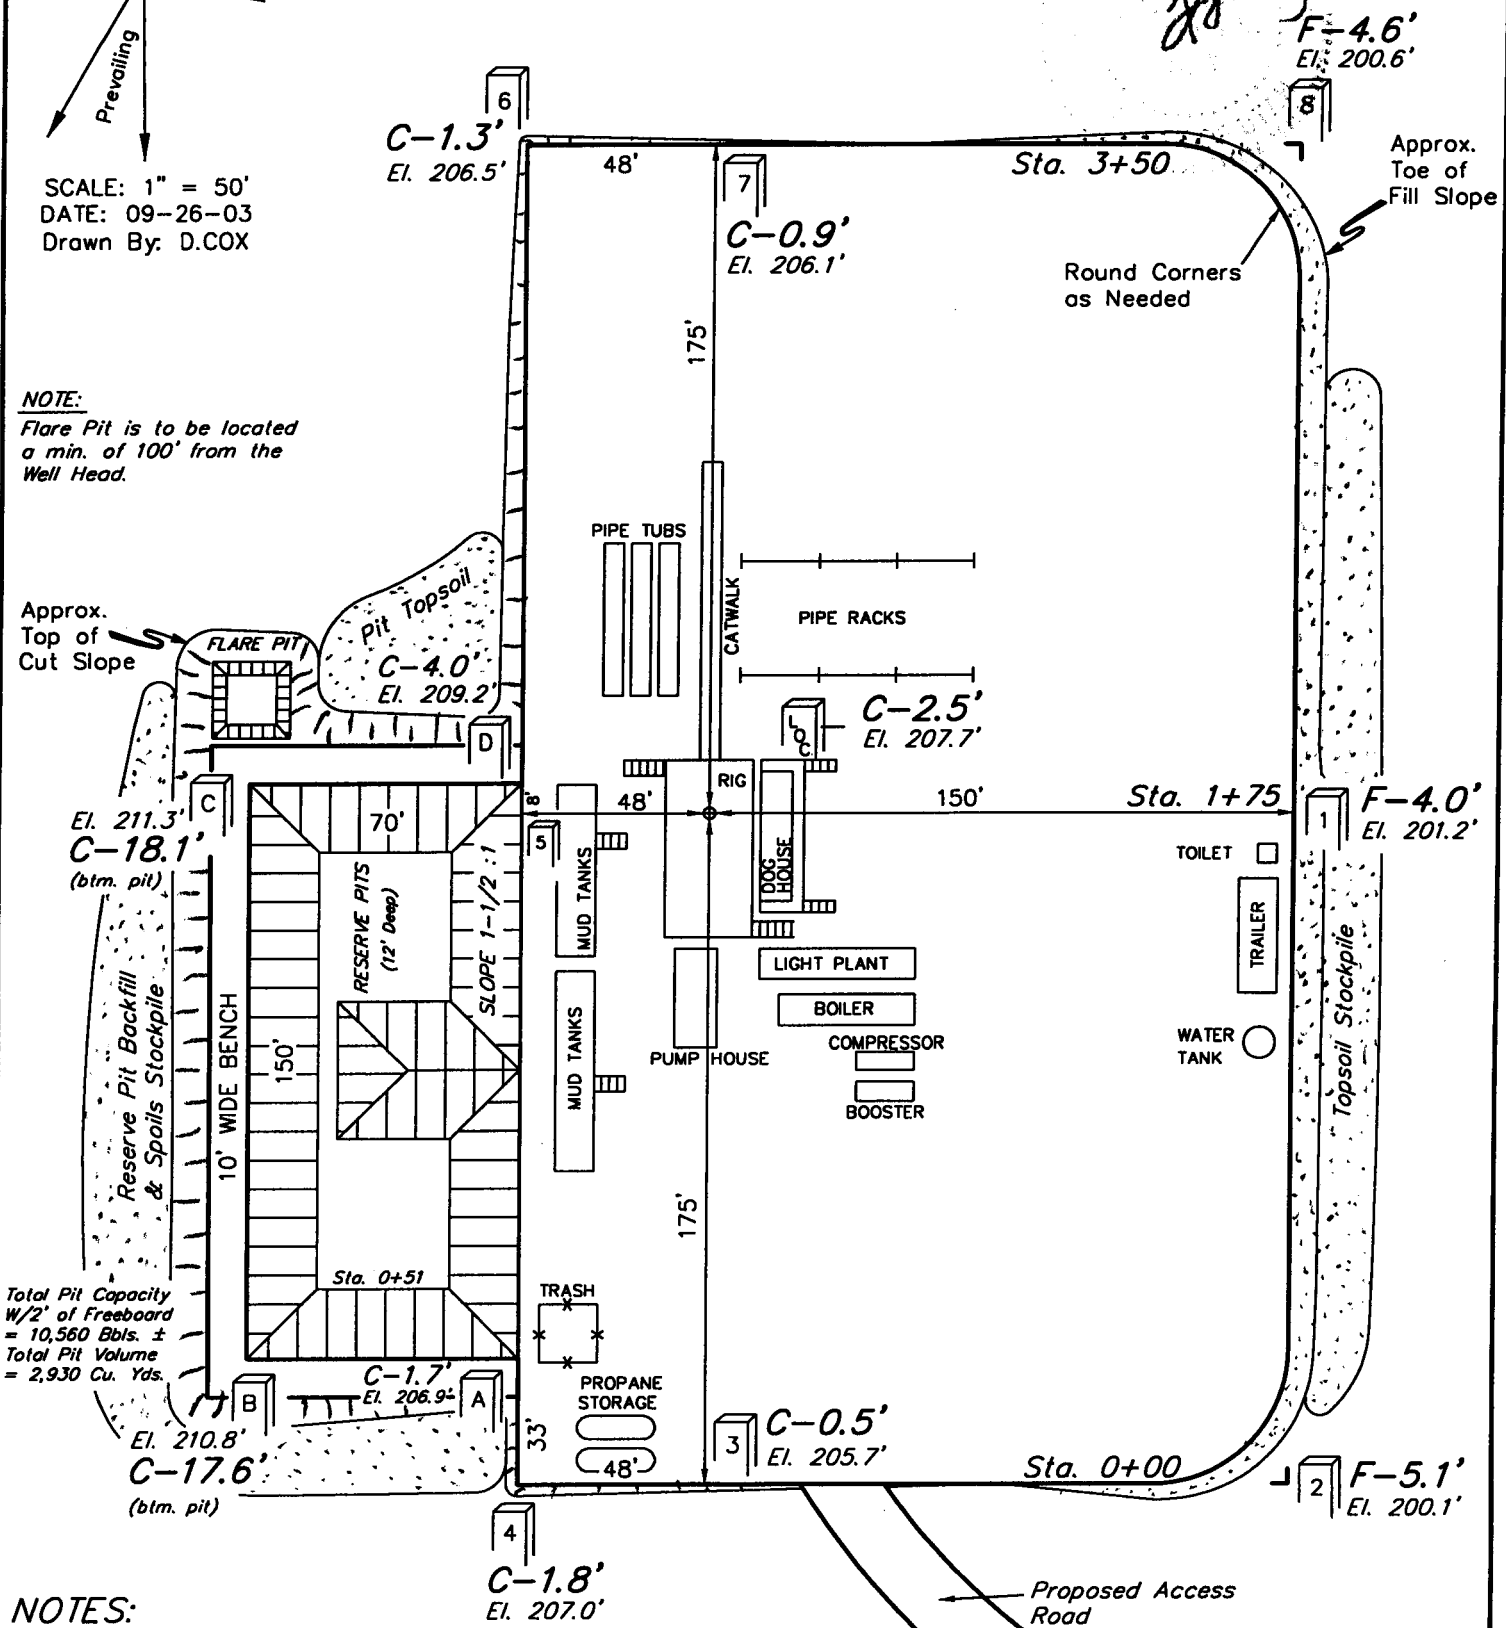 F-4.6'
El. 200.6'
Prevailing
6
8
C-1.3'
El. 206.5'
48'
7
Sta. 3+50
Approx.
Toe of
Fill Slope
SCALE: 1" = 50'
DATE: 09-26-03
Drawn By: D.COX
C-0.9'
El. 206.1'
Round Corners
as Needed
175'
NOTE:
Flare Pit is to be located
a min. of 100' from the
Well Head.
PIPE TUBS
CATWALK
PIPE RACKS
Approx.
Top of
Cut Slope
FLARE PIT
Pit Topsoil
C-4.0'
El. 209.2'
D
LOC.
C-2.5'
El. 207.7'
RIG
C
El. 211.3'
C-18.1'
(btm. pit)
70'
8'
48'
150'
Sta. 1+75
1
F-4.0'
El. 201.2'
5
MUD TANKS
DOG
HOUSE
TOILET
TRAILER
RESERVE PITS
(12' Deep)
SLOPE 1-1/2 :1
LIGHT PLANT
BOILER
PUMP HOUSE
COMPRESSOR
BOOSTER
WATER
TANK
Topsoil Stockpile
Reserve Pit Backfill
& Spoils Stockpile
10' WIDE BENCH
150'
MUD TANKS
175'
Sta. 0+51
TRASH
Total Pit Capacity
W/2' of Freeboard
= 10,560 Bbls. ±
Total Pit Volume
= 2,930 Cu. Yds.
C-1.7'
El. 206.9'
B
A
PROPANE
STORAGE
El. 210.8'
C-17.6'
(btm. pit)
33'
48'
3
C-0.5'
El. 205.7'
Sta. 0+00
2
F-5.1'
El. 200.1'
4
C-1.8'
El. 207.0'
Proposed Access
Road
NOTES: